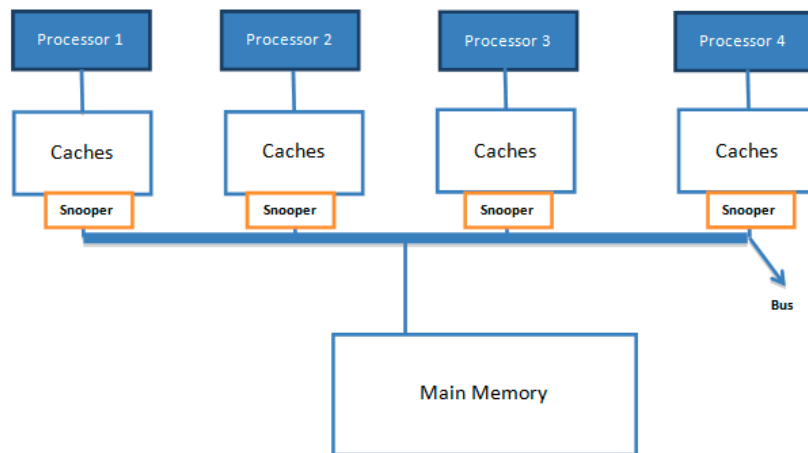 Processor 1
Processor 2
Processor 3
Processor 4
Caches
Caches
Caches
Caches
Snooper
Snooper
Snooper
Snooper
Bus
Main Memory